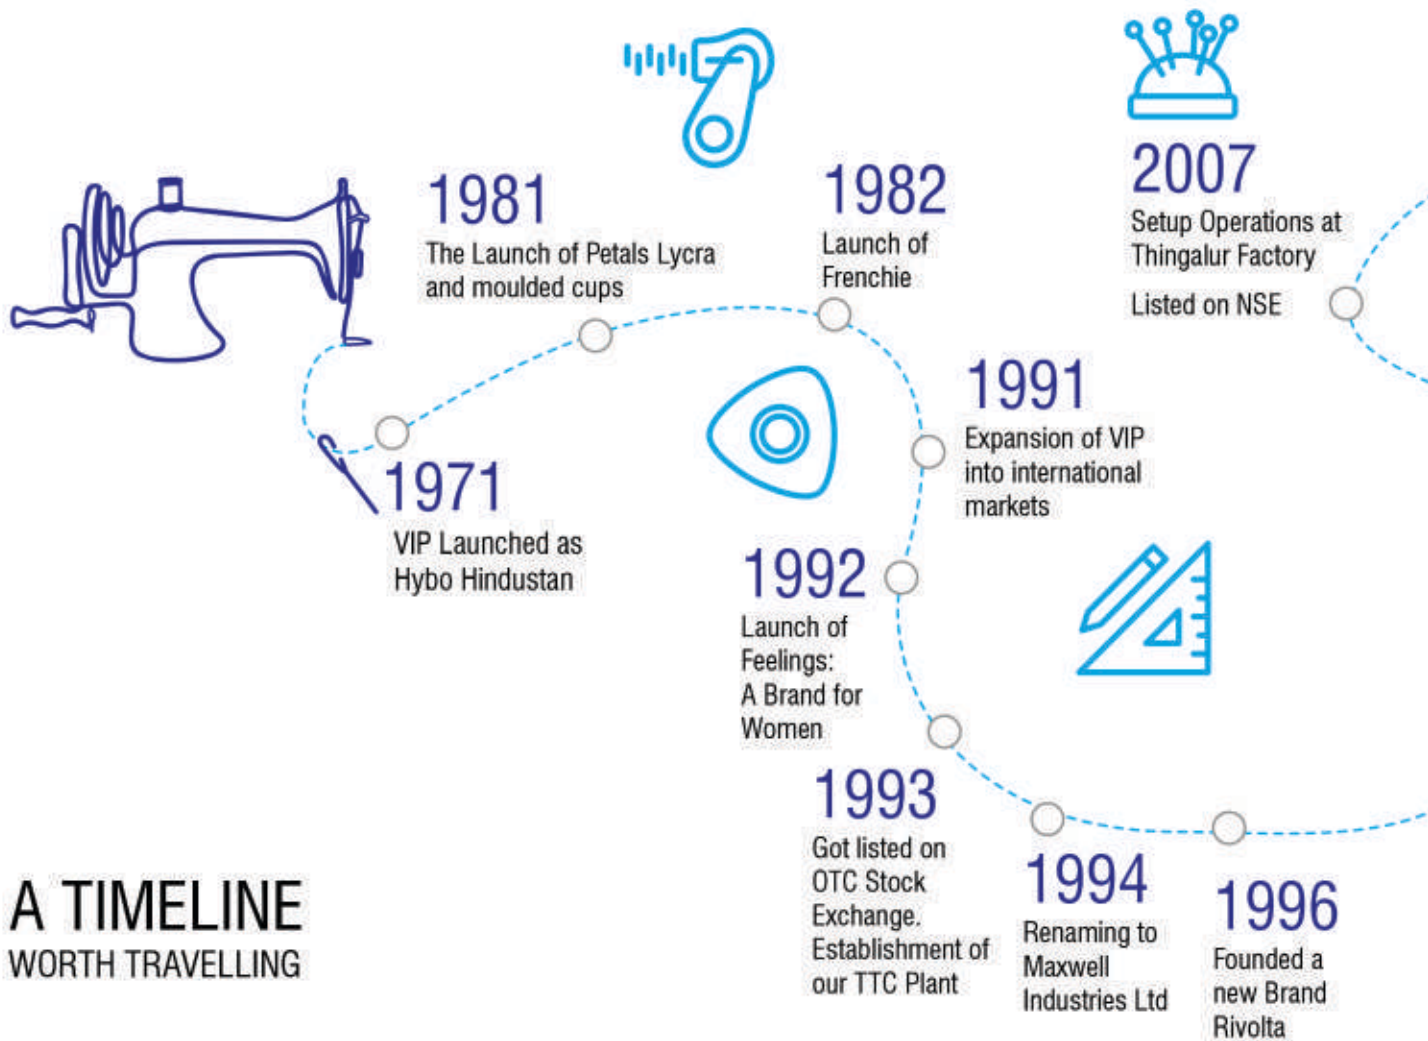 1971
VIP Launched as
Hybo Hindustan
1981
The Launch of Petals Lycra
and moulded cups
1982
Launch of
Frenchie
1991
Expansion of VIP
into international
markets
1992
Launch of
Feelings:
A Brand for
Women
1993
Got listed on
OTC Stock
Exchange.
Establishment of
our TTC Plant
1994
Renaming to
Maxwell
Industries Ltd
1996
Founded a
new Brand
Rivolta
2007
Setup Operations at
Thingalur Factory
Listed on NSE
A TIMELINE
WORTH TRAVELLING